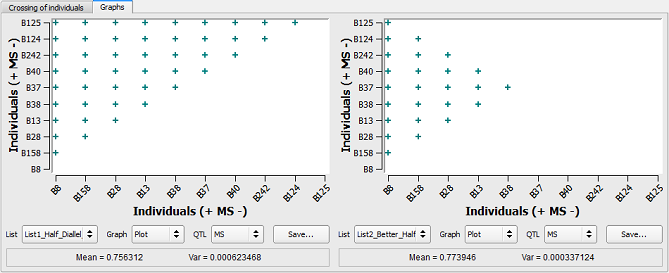 Crossing of individuals Graphs
Individuals (+ MS -)
B125
B124
B242
B40
B37
B38
B13
B28
B158
B8
B8 B158 B28 B13 B38 B37 B40 B242 B124 B125
Individuals (+ MS -)
List List1_Half_Diallel Graph Plot QTL MS Save...
Mean = 0.756312 Var = 0.000623468
Individuals (+ MS -)
B125
B124
B242
B40
B37
B38
B13
B28
B158
B8
B8 B158 B28 B13 B38 B37 B40 B242 B124 B125
Individuals (+ MS -)
List List2_Better_Half Graph Plot QTL MS Save...
Mean = 0.773946 Var = 0.000337124